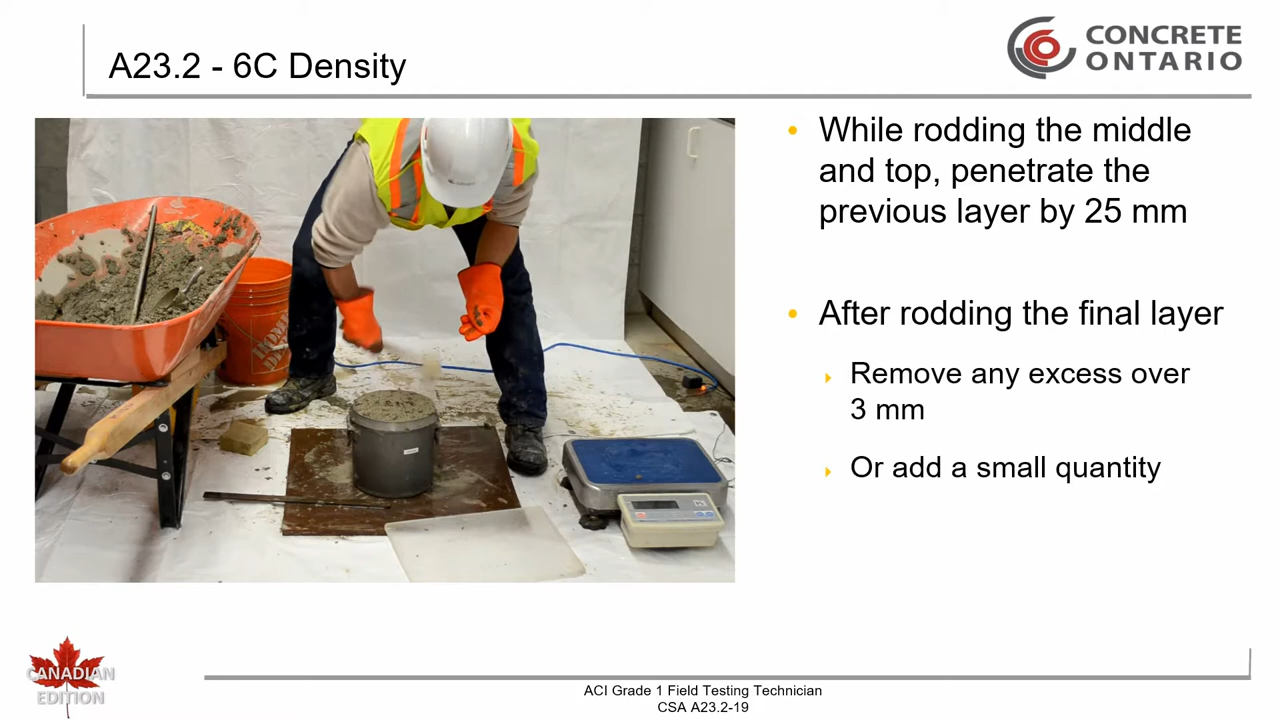 A23.2 - 6C Density
CONCRETE
ONTARIO
While rodding the middle
and top, penetrate the
previous layer by 25 mm
After rodding the final layer
Remove any excess over
3 mm
Or add a small quantity
CANADIAN
EDITION
ACI Grade 1 Field Testing Technician
CSA A23.2-19